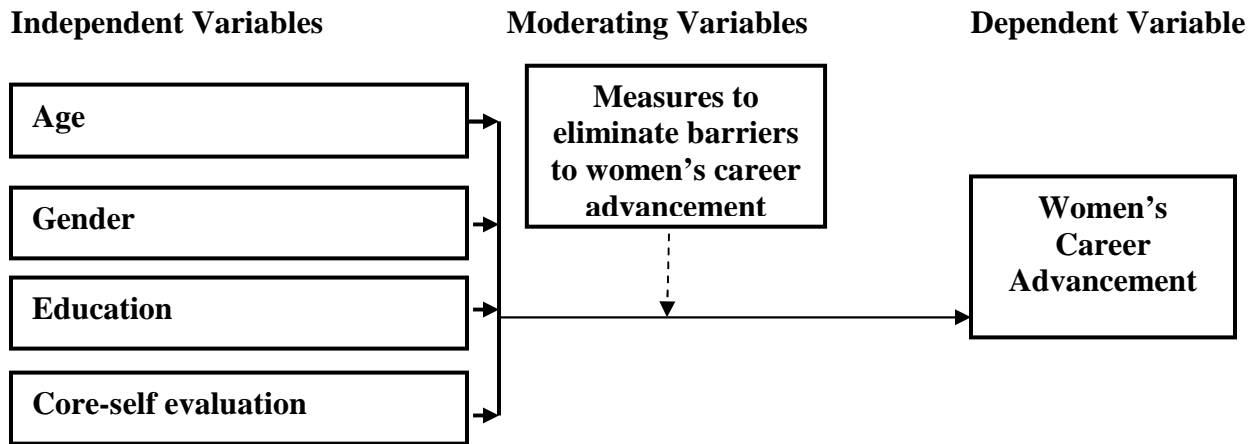 Independent Variables
Moderating Variables
Dependent Variable
Age
Gender
Education
Core-self evaluation
Measures to
eliminate barriers
to women’s career
advancement
Women’s
Career
Advancement